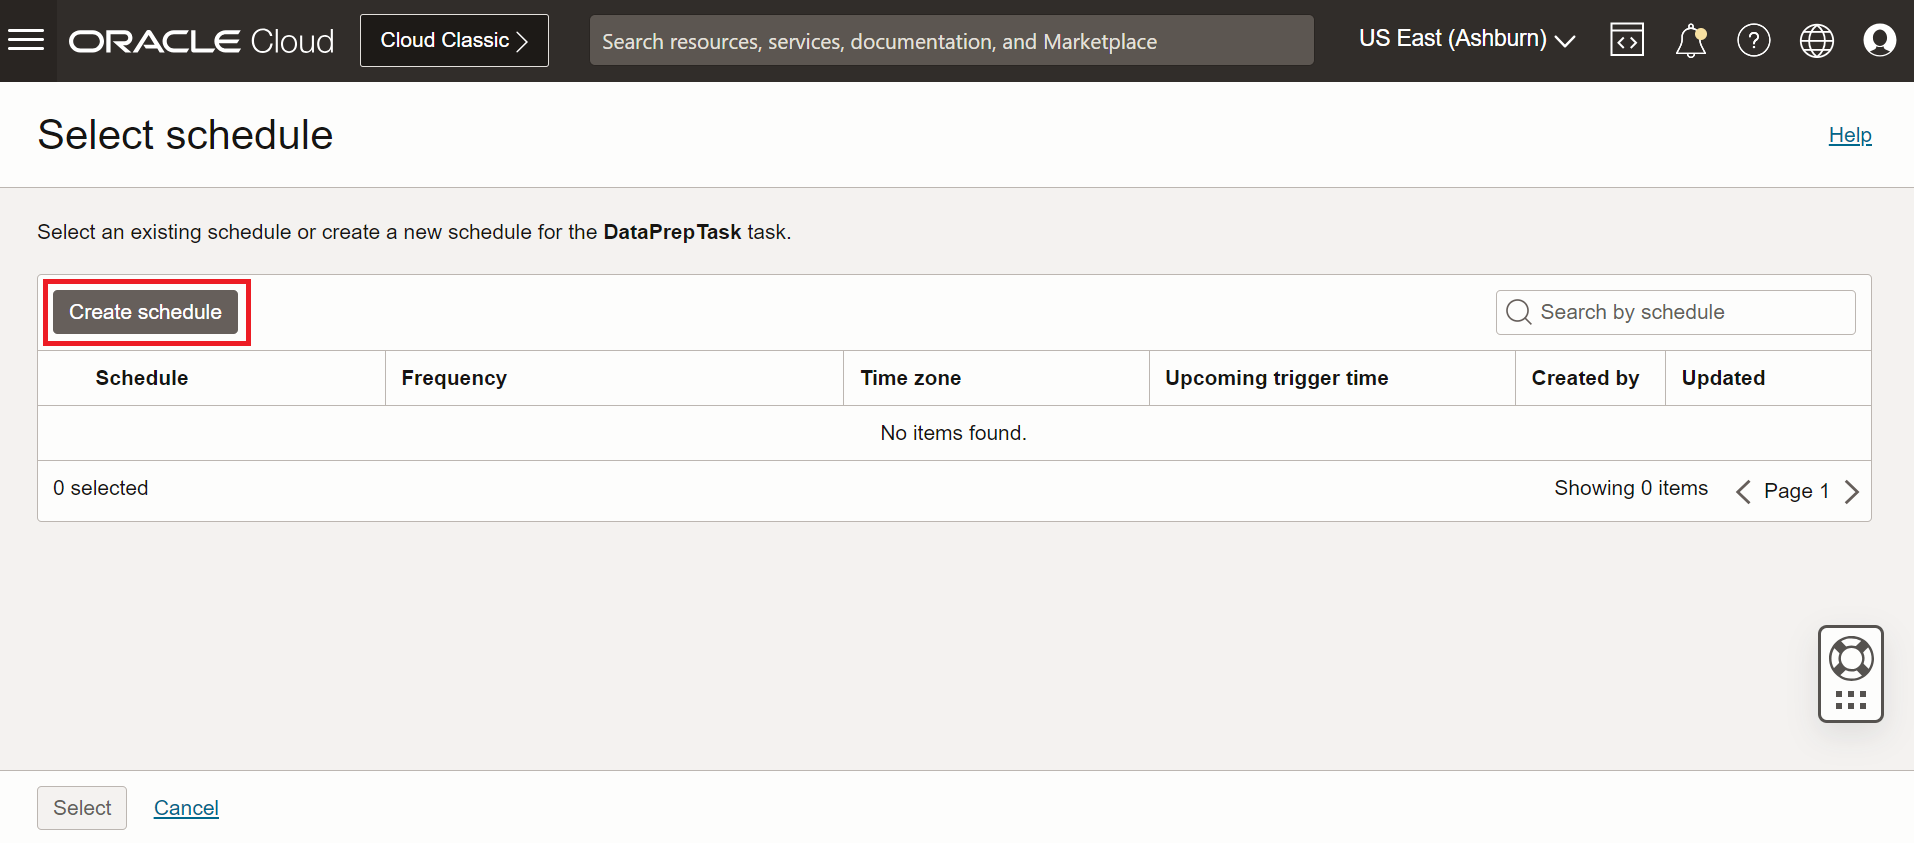 ORACLE Cloud
Cloud Classic
Search resources, services, documentation, and Marketplace
US East (Ashburn)
Select schedule
Help
Select an existing schedule or create a new schedule for the DataPrepTask task.
Create schedule
Search by schedule
Schedule Frequency Time zone Upcoming trigger time Created by Updated
No items found.
0 selected
Showing 0 items
Page 1
Select
Cancel